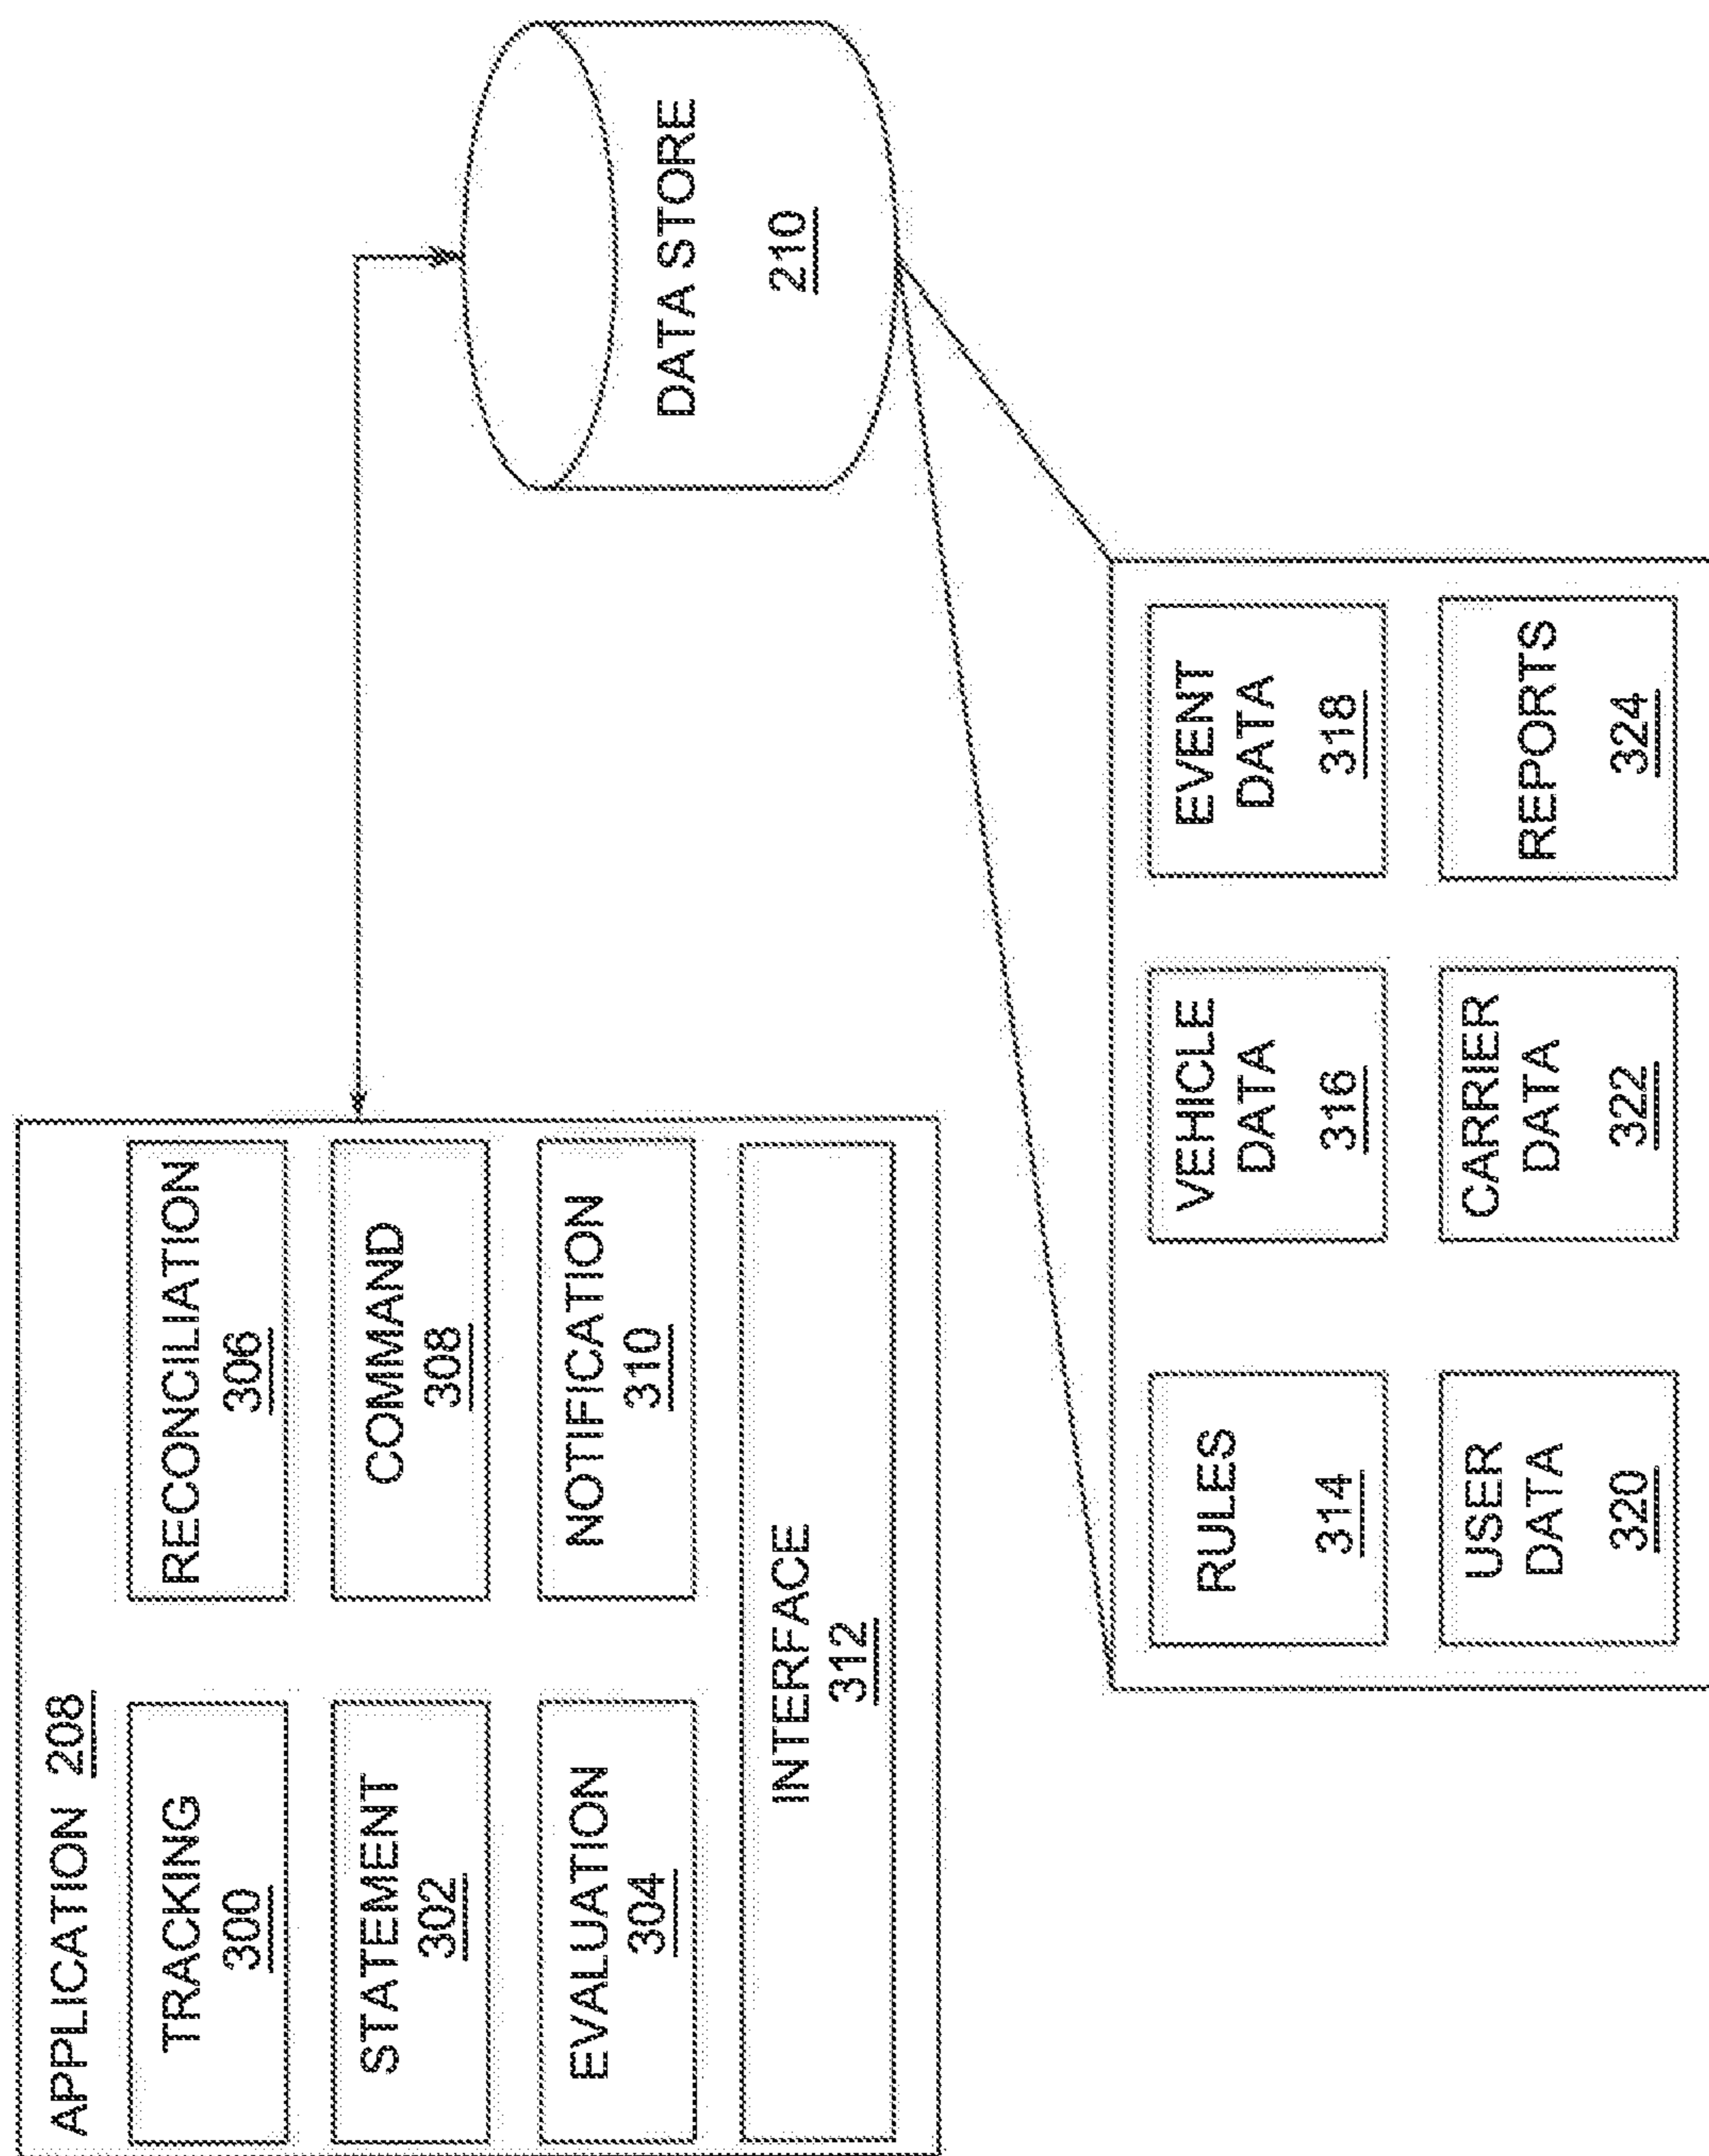 APPLICATION 208
TRACKING
300
RECONCILIATION
306
STATEMENT
302
COMMAND
308
EVALUATION
304
NOTIFICATION
310
INTERFACE
312
DATA STORE
210
RULES
314
VEHICLE
DATA
316
EVENT
DATA
318
USER
DATA
320
CARRIER
DATA
322
REPORTS
324